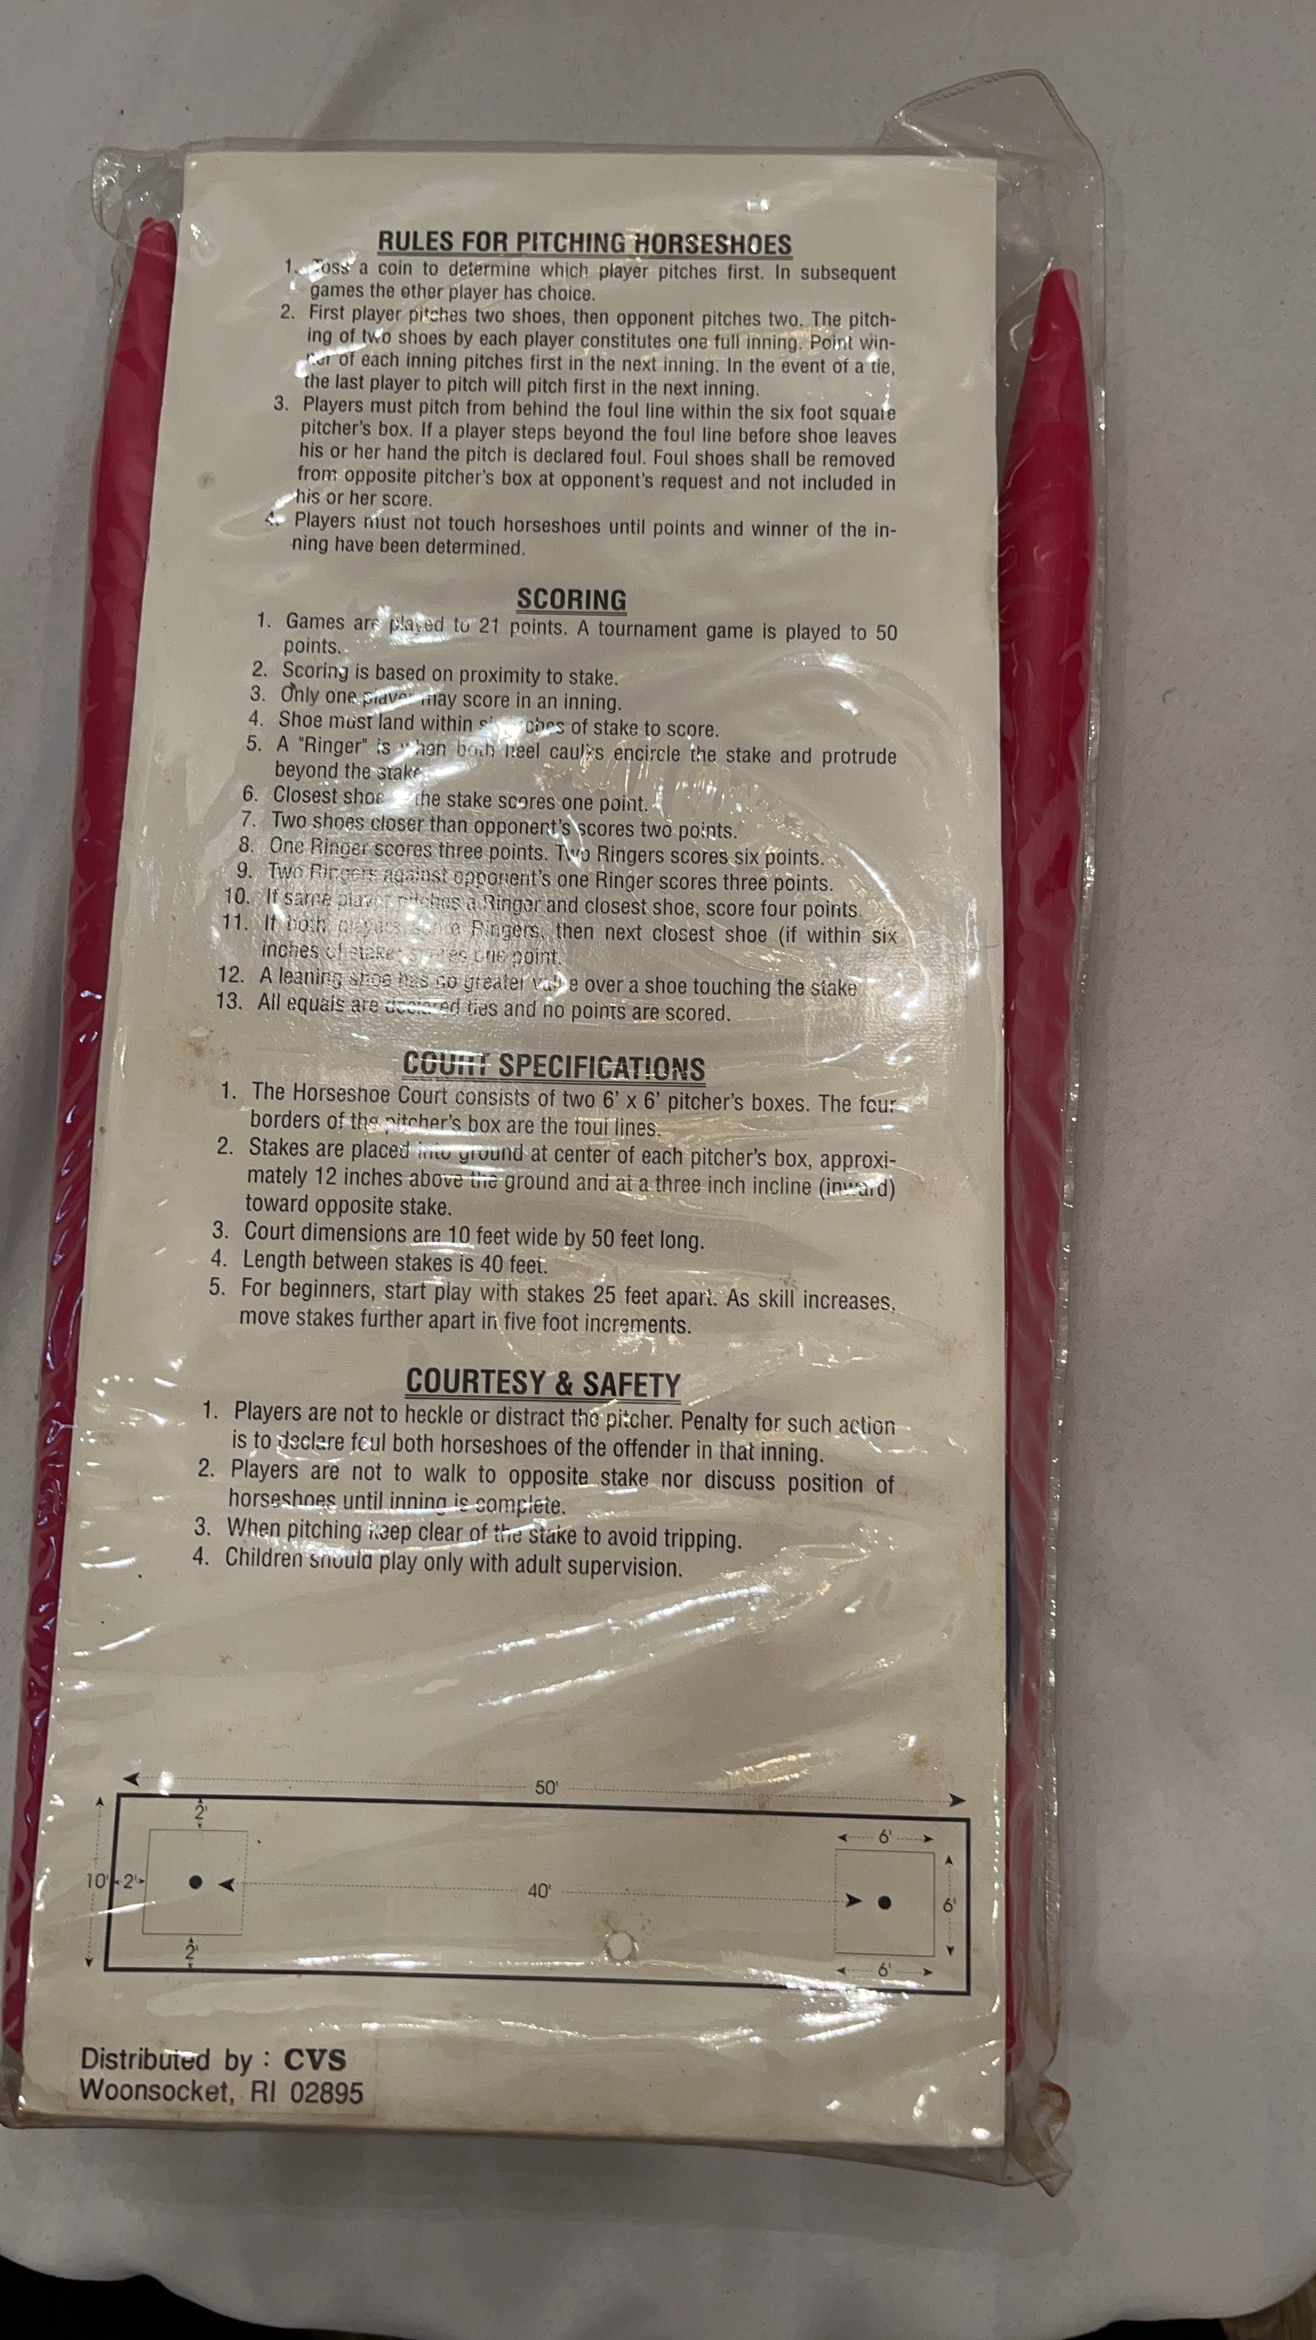 RULES FOR PITCHING HORSESHOES
1. Toss a coin to determine which player pitches first. In subsequent
games the other player has choice.
2. First player pitches two shoes, then opponent pitches two. The pitch-
ing of two shoes by each player constitutes one full inning. Point win-
ner of each inning pitches first in the next inning. In the event of a tie,
the last player to pitch will pitch first in the next inning.
3. Players must pitch from behind the foul line within the six foot square
pitcher's box. If a player steps beyond the foul line before shoe leaves
his or her hand the pitch is declared foul. Foul shoes shall be removed
from opposite pitcher's box at opponent's request and not included in
his or her score.
4. Players must not touch horseshoes until points and winner of the in-
ning have been determined.
SCORING
1. Games are played to 21 points. A tournament game is played to 50
points.
2. Scoring is based on proximity to stake.
3. Only one player may score in an inning.
4. Shoe must land within inches of stake to score.
5. A "Ringer" is when both heel caulks encircle the stake and protrude
beyond the stake
6. Closest shoe the stake scores one point.
7. Two shoes closer than opponent's scores two points.
8. One Ringer scores three points. Two Ringers scores six points.
9. Two Ringers against opponent's one Ringer scores three points.
10. If same player pitches a Ringer and closest shoe, score four points.
11. If both players Ringers, then next closest shoe (if within six
inches of stake) scores one point.
12. A leaning shoe has no greater value over a shoe touching the stake
13. All equals are declared ties and no points are scored.
COURT SPECIFICATIONS
1. The Horseshoe Court consists of two 6' x 6' pitcher's boxes. The four
borders of the pitcher's box are the foul lines.
2. Stakes are placed into ground at center of each pitcher's box, approxi-
mately 12 inches above the ground and at a three inch incline (inward)
toward opposite stake.
3. Court dimensions are 10 feet wide by 50 feet long.
4. Length between stakes is 40 feet.
5. For beginners, start play with stakes 25 feet apart. As skill increases,
move stakes further apart in five foot increments.
COURTESY & SAFETY
1. Players are not to heckle or distract the pitcher. Penalty for such action
is to declare foul both horseshoes of the offender in that inning.
2. Players are not to walk to opposite stake nor discuss position of
horseshoes until inning is complete.
3. When pitching keep clear of the stake to avoid tripping.
4. Children should play only with adult supervision.
50'
2'
6'
10'
2'
40'
6'
2'
6'
Distributed by : CVS
Woonsocket, RI 02895